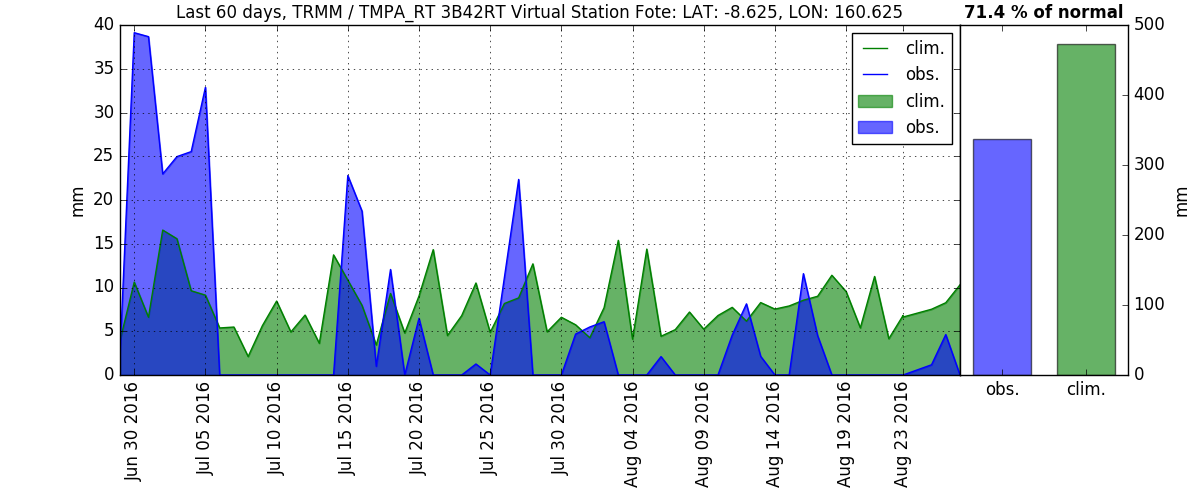 Last 60 days, TRMM / TMPA_RT 3B42RT Virtual Station Fote: LAT: -8.625, LON: 160.625
71.4 % of normal
40
35
30
25
20
15
10
5
0
mm
clim.
obs.
clim.
obs.
500
400
300
200
100
0
mm
Jun 30 2016
Jul 05 2016
Jul 10 2016
Jul 15 2016
Jul 20 2016
Jul 25 2016
Jul 30 2016
Aug 04 2016
Aug 09 2016
Aug 14 2016
Aug 19 2016
Aug 23 2016
obs.
clim.